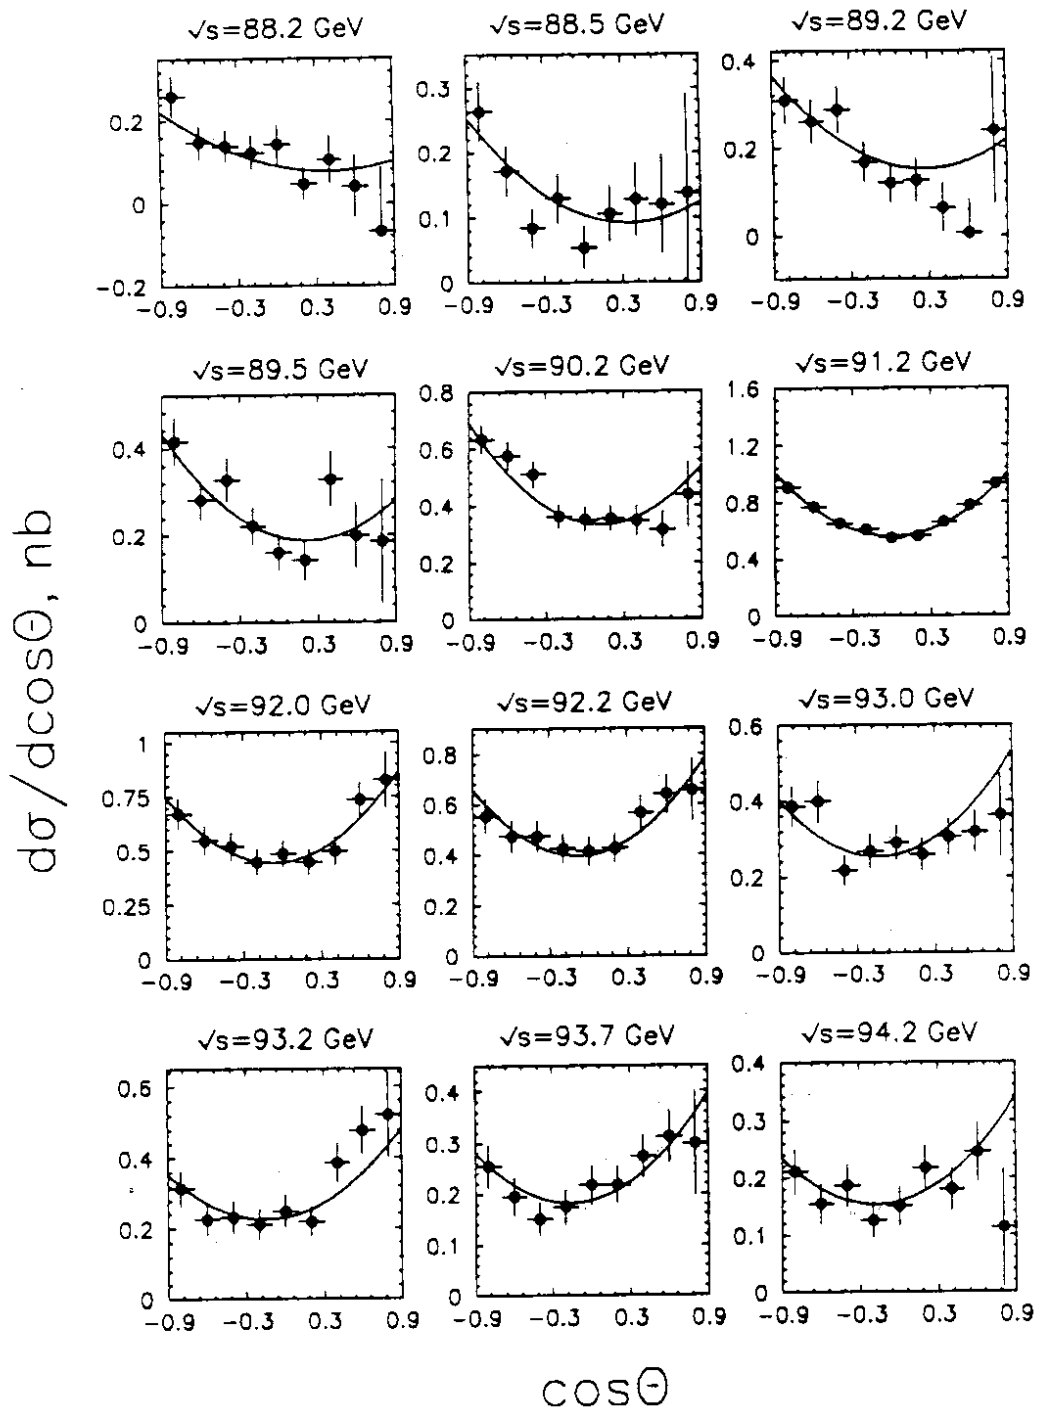 √s=88.2 GeV √s=88.5 GeV √s=89.2 GeV
0.2 0 -0.2
0.3 0.2 0.1 0
0.4 0.2 0
-0.9 -0.3 0.3 0.9 -0.9 -0.3 0.3 0.9 -0.9 -0.3 0.3 0.9
√s=89.5 GeV √s=90.2 GeV √s=91.2 GeV
0.4 0.2 0
0.8 0.6 0.4 0.2 0
1.6 1.2 0.8 0.4 0
-0.9 -0.3 0.3 0.9 -0.9 -0.3 0.3 0.9 -0.9 -0.3 0.3 0.9
dσ/dcosΘ, nb
√s=92.0 GeV √s=92.2 GeV √s=93.0 GeV
1 0.75 0.5 0.25 0
0.8 0.6 0.4 0.2 0
0.6 0.4 0.2 0
-0.9 -0.3 0.3 0.9 -0.9 -0.3 0.3 0.9 -0.9 -0.3 0.3 0.9
√s=93.2 GeV √s=93.7 GeV √s=94.2 GeV
0.6 0.4 0.2 0
0.4 0.3 0.2 0.1 0
0.4 0.3 0.2 0.1 0
-0.9 -0.3 0.3 0.9 -0.9 -0.3 0.3 0.9 -0.9 -0.3 0.3 0.9
cosΘ